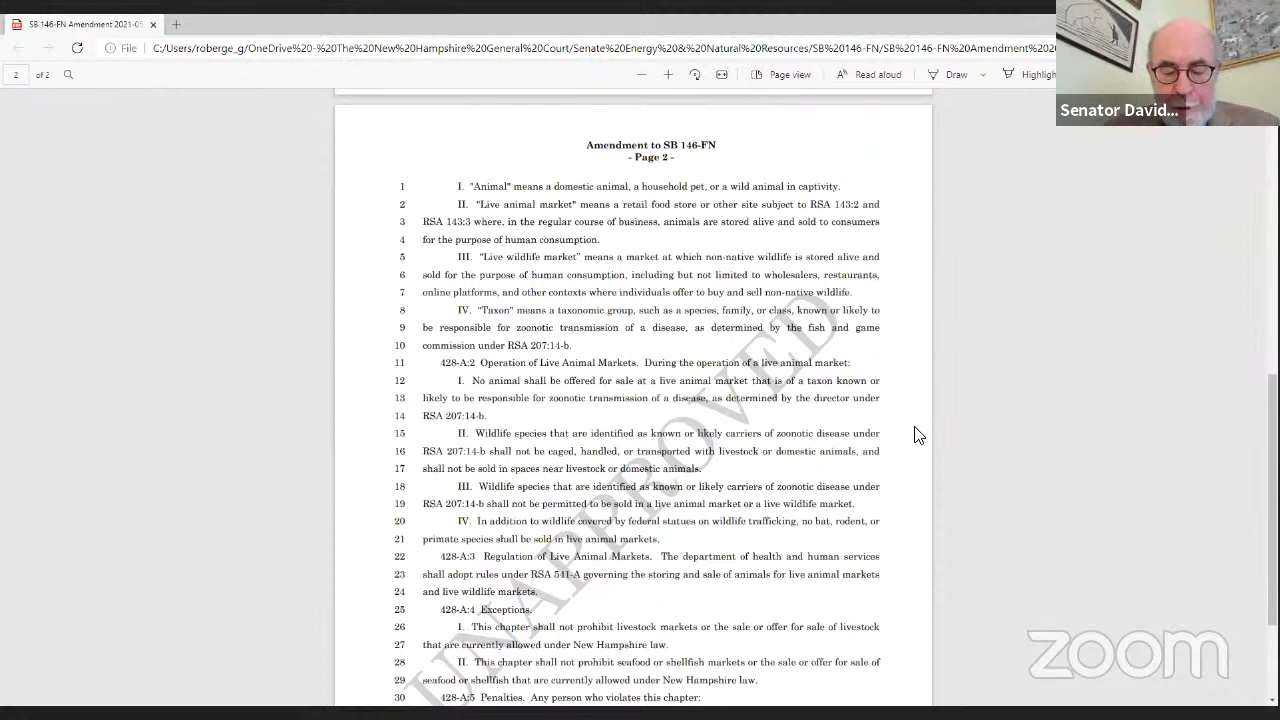 SB 146-FN Amendment 2021-05
File
C:/Users/roberge_g/OneDrive%20-%20The%20New%20Hampshire%20General%20Court/Senate%20Energy%20&%20Natural%20Resources/SB%20146-FN/SB%20146-FN%20Amendment%20
2 of 2
Page view
Read aloud
Draw
Highligh
Senator David...
Amendment to SB 146-FN
- Page 2 -
1 I. "Animal" means a domestic animal, a household pet, or a wild animal in captivity.
2 II. "Live animal market" means a retail food store or other site subject to RSA 143:2 and
3 RSA 143:3 where, in the regular course of business, animals are stored alive and sold to consumers
4 for the purpose of human consumption.
5 III. “Live wildlife market” means a market at which non-native wildlife is stored alive and
6 sold for the purpose of human consumption, including but not limited to wholesalers, restaurants,
7 online platforms, and other contexts where individuals offer to buy and sell non-native wildlife.
8 IV. “Taxon” means a taxonomic group, such as a species, family, or class, known or likely to
9 be responsible for zoonotic transmission of a disease, as determined by the fish and game
10 commission under RSA 207:14-b.
11 428-A:2 Operation of Live Animal Markets. During the operation of a live animal market:
12 I. No animal shall be offered for sale at a live animal market that is of a taxon known or
13 likely to be responsible for zoonotic transmission of a disease, as determined by the director under
14 RSA 207:14-b.
15 II. Wildlife species that are identified as known or likely carriers of zoonotic disease under
16 RSA 207:14-b shall not be caged, handled, or transported with livestock or domestic animals, and
17 shall not be sold in spaces near livestock or domestic animals.
18 III. Wildlife species that are identified as known or likely carriers of zoonotic disease under
19 RSA 207:14-b shall not be permitted to be sold in a live animal market or a live wildlife market.
20 IV. In addition to wildlife covered by federal statues on wildlife trafficking, no bat, rodent, or
21 primate species shall be sold in live animal markets.
22 428-A:3 Regulation of Live Animal Markets. The department of health and human services
23 shall adopt rules under RSA 541-A governing the storing and sale of animals for live animal markets
24 and live wildlife markets.
25 428-A:4 Exceptions.
26 I. This chapter shall not prohibit livestock markets or the sale or offer for sale of livestock
27 that are currently allowed under New Hampshire law.
28 II. This chapter shall not prohibit seafood or shellfish markets or the sale or offer for sale of
29 seafood or shellfish that are currently allowed under New Hampshire law.
30 428-A:5 Penalties. Any person who violates this chapter:
UNAPPROVED
zoom